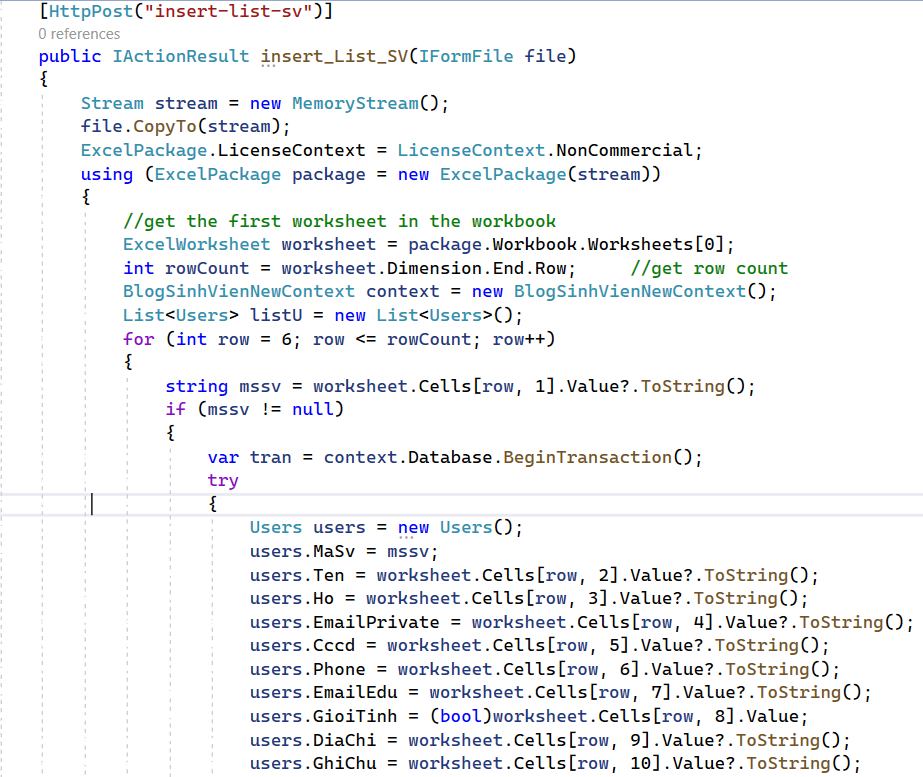 [HttpPost("insert-list-sv")]
0 references
public IActionResult insert_List_SV(IFormFile file)
{
Stream stream = new MemoryStream();
file.CopyTo(stream);
ExcelPackage.LicenseContext = LicenseContext.NonCommercial;
using (ExcelPackage package = new ExcelPackage(stream))
{
//get the first worksheet in the workbook
ExcelWorksheet worksheet = package.Workbook.Worksheets[0];
int rowCount = worksheet.Dimension.End.Row;     //get row count
BlogSinhVienNewContext context = new BlogSinhVienNewContext();
List<Users> listU = new List<Users>();
for (int row = 6; row <= rowCount; row++)
{
string mssv = worksheet.Cells[row, 1].Value?.ToString();
if (mssv != null)
{
var tran = context.Database.BeginTransaction();
try
{
Users users = new Users();
users.MaSv = mssv;
users.Ten = worksheet.Cells[row, 2].Value?.ToString();
users.Ho = worksheet.Cells[row, 3].Value?.ToString();
users.EmailPrivate = worksheet.Cells[row, 4].Value?.ToString();
users.Cccd = worksheet.Cells[row, 5].Value?.ToString();
users.Phone = worksheet.Cells[row, 6].Value?.ToString();
users.EmailEdu = worksheet.Cells[row, 7].Value?.ToString();
users.GioiTinh = (bool)worksheet.Cells[row, 8].Value;
users.DiaChi = worksheet.Cells[row, 9].Value?.ToString();
users.GhiChu = worksheet.Cells[row, 10].Value?.ToString();